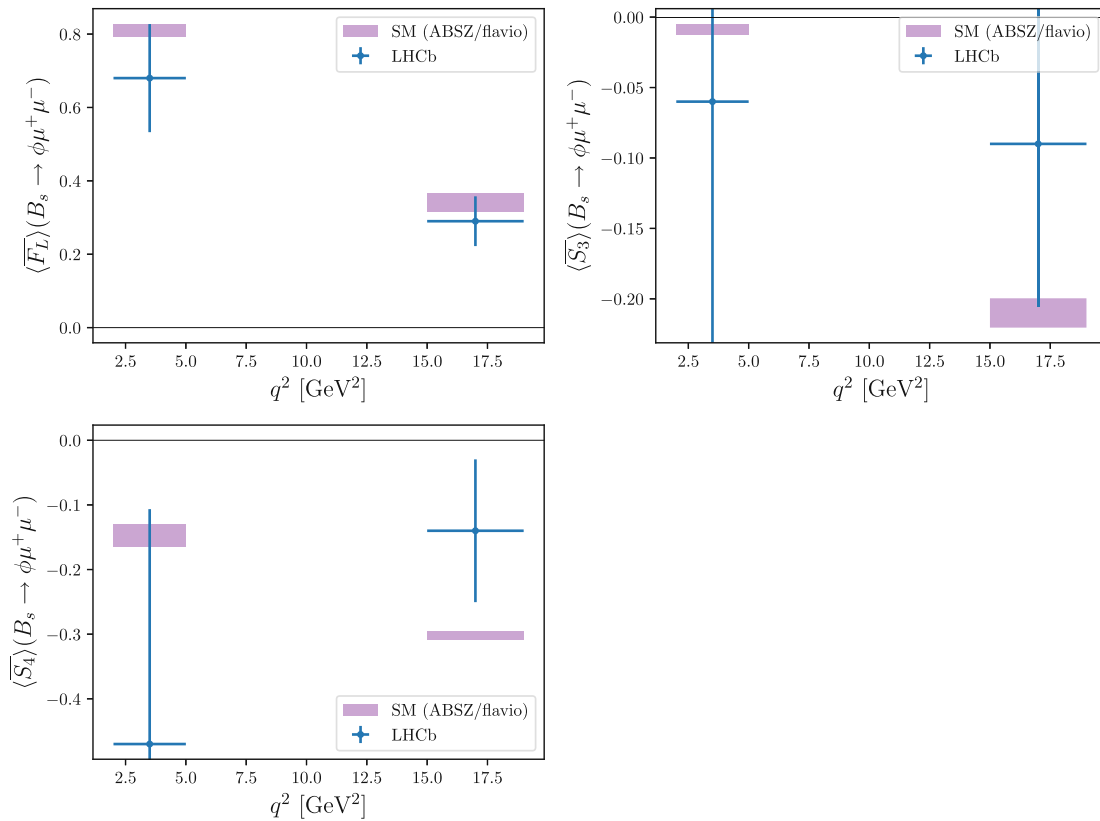 0.8
0.6
0.4
0.2
0.0
⟨F̅_L⟩(B_s → ϕμ⁺μ⁻)
SM (ABSZ/flavio)
LHCb
2.5 5.0 7.5 10.0 12.5 15.0 17.5
q² [GeV²]
0.00
−0.05
−0.10
−0.15
−0.20
⟨S̅₃⟩(B_s → ϕμ⁺μ⁻)
SM (ABSZ/flavio)
LHCb
2.5 5.0 7.5 10.0 12.5 15.0 17.5
q² [GeV²]
0.0
−0.1
−0.2
−0.3
−0.4
⟨S̅₄⟩(B_s → ϕμ⁺μ⁻)
SM (ABSZ/flavio)
LHCb
2.5 5.0 7.5 10.0 12.5 15.0 17.5
q² [GeV²]